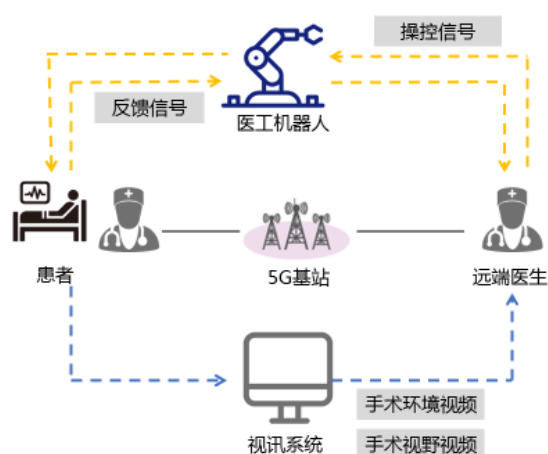 操控信号
反馈信号
医工机器人
患者
5G基站
远端医生
手术环境视频
视讯系统
手术视野视频